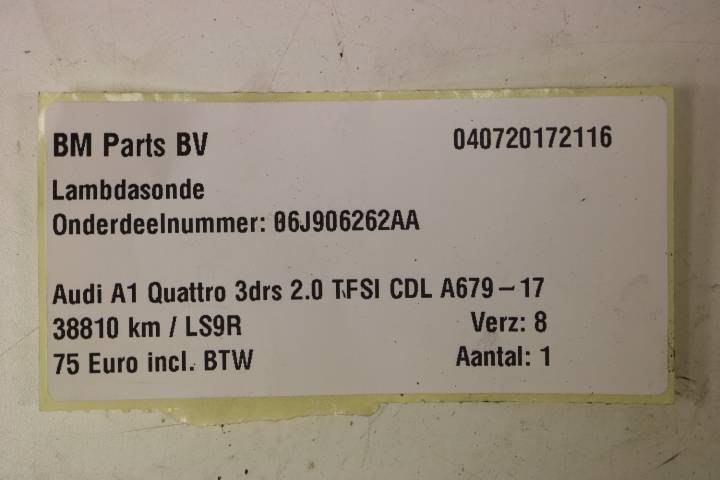 BM Parts BV 040720172116
Lambdasonde
Onderdeelnummer: 06J906262AA
Audi A1 Quattro 3drs 2.0 TFSI CDL A679-17
38810 km / LS9R Verz: 8
75 Euro incl. BTW Aantal: 1